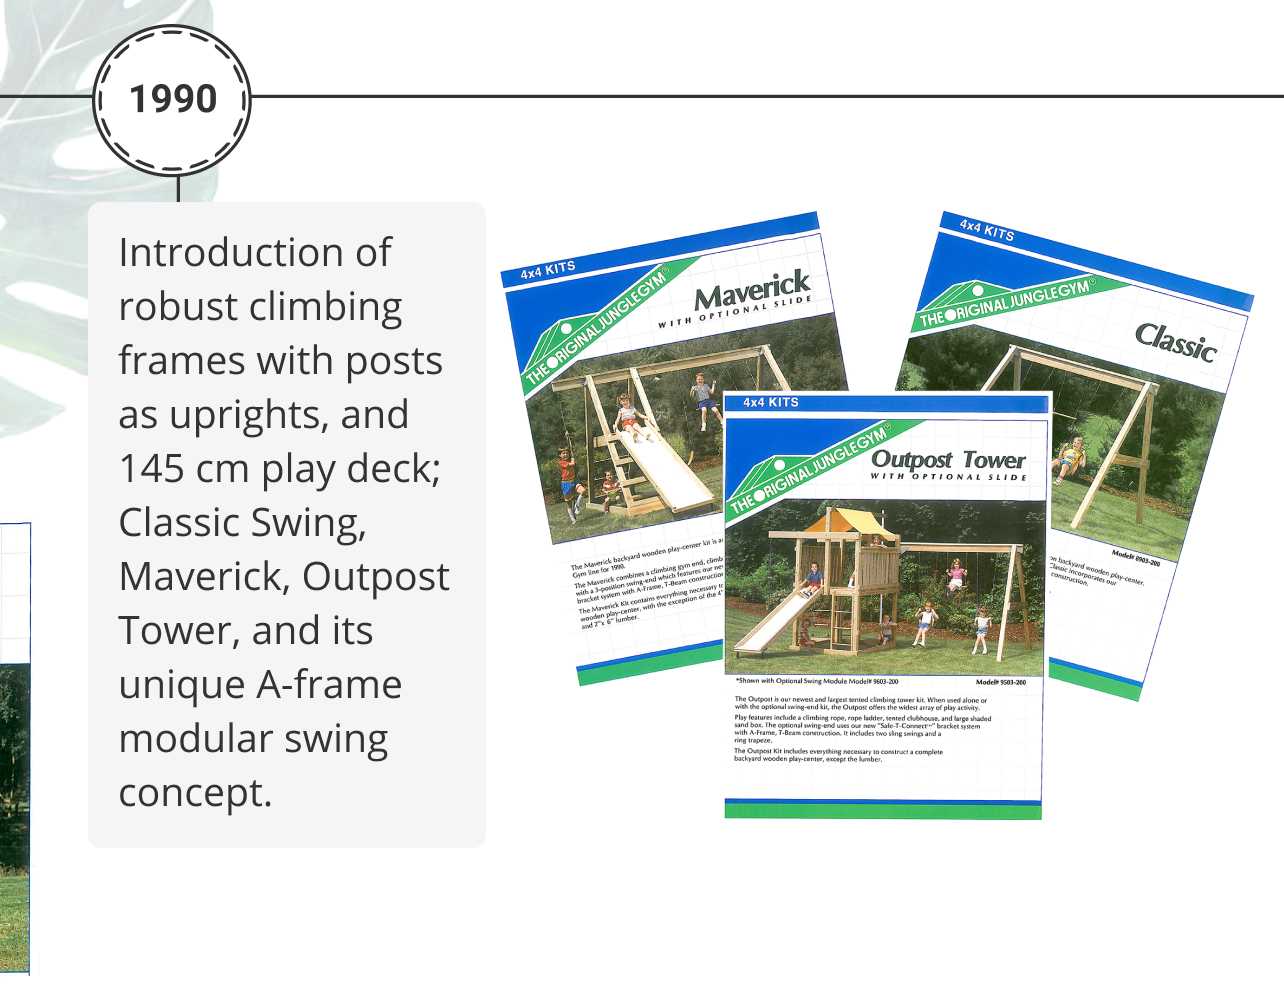 1990
Introduction of
robust climbing
frames with posts
as uprights, and
145 cm play deck;
Classic Swing,
Maverick, Outpost
Tower, and its
unique A-frame
modular swing
concept.
4x4 KITS
THE ORIGINAL JUNGLEGYM®
Maverick
WITH OPTIONAL SLIDE
The Maverick backyard wooden play-center kit is
Gym line for 1990.
The Maverick combines a climbing gym end, climb
with a 3-position swing-end which features our
bracket system with A-Frame, T-Beam construction
The Maverick Kit contains everything necessary
wooden play-center, with the exception of the 4"
and 2"x 6" lumber.
4x4 KITS
THE ORIGINAL JUNGLEGYM®
Classic
Model# 8903-200
backyard wooden play-center.
Classic incorporates our
construction.
4x4 KITS
THE ORIGINAL JUNGLEGYM®
Outpost Tower
WITH OPTIONAL SLIDE
*Shown with Optional Swing Module Model# 9603-200
Model# 9503-200
The Outpost is our newest and largest tented climbing tower kit. When used alone or
with the optional swing-end kit, the Outpost offers the widest array of play activity.
Play features include a climbing rope, rope ladder, tented clubhouse, and large shaded
sand box. The optional swing-end uses our new "Safe-T-Connect™" bracket system
with A-Frame, T-Beam construction. It includes two sling swings and a
ring trapeze.
The Outpost Kit includes everything necessary to construct a complete
backyard wooden play-center, except the lumber.